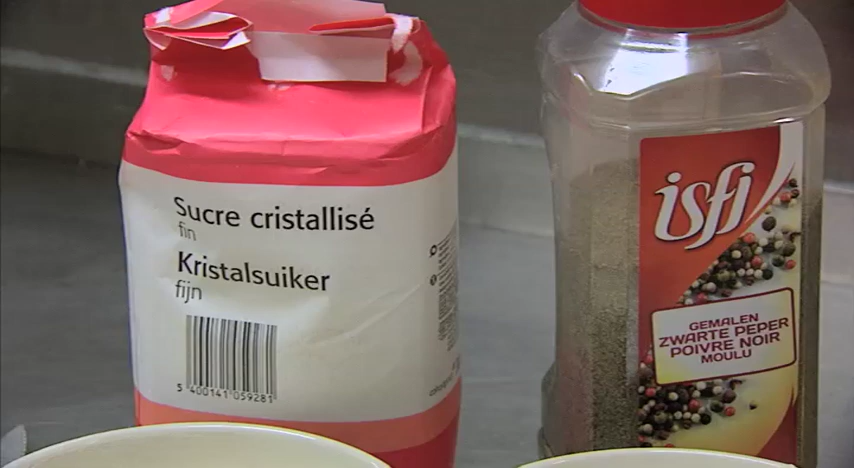 Sucre cristallisé
fin
Kristalsuiker
fijn
5 400141 059281
isfi
GEMALEN
ZWARTE PEPER
POIVRE NOIR
MOULU